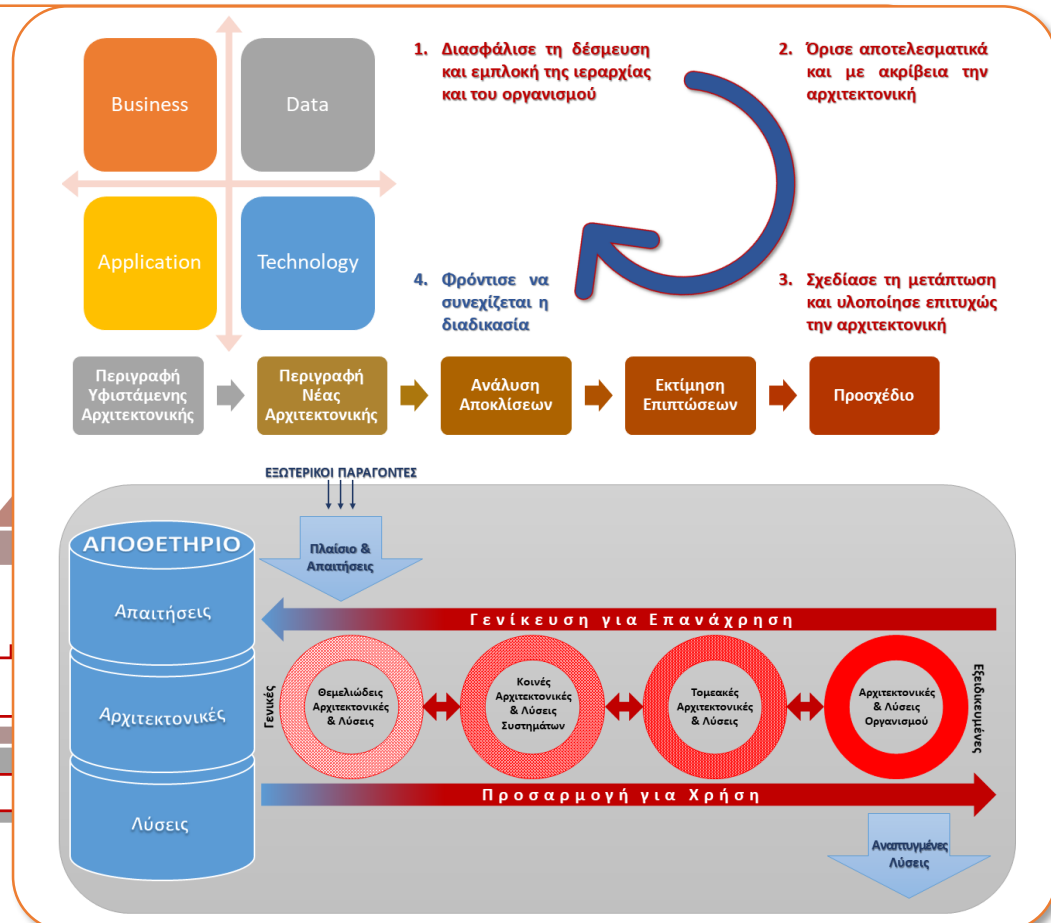 Business
Data
Application
Technology
1. Διασφάλισε τη δέσμευση
και εμπλοκή της ιεραρχίας
και του οργανισμού
2. Όρισε αποτελεσματικά
και με ακρίβεια την
αρχιτεκτονική
4. Φρόντισε να
συνεχίζεται η
διαδικασία
3. Σχεδίασε τη μετάπτωση
και υλοποίησε επιτυχώς
την αρχιτεκτονική
Περιγραφή
Υφιστάμενης
Αρχιτεκτονικής
Περιγραφή
Νέας
Αρχιτεκτονικής
Ανάλυση
Αποκλίσεων
Εκτίμηση
Επιπτώσεων
Προσχέδιο
ΕΞΩΤΕΡΙΚΟΙ ΠΑΡΑΓΟΝΤΕΣ
Πλαίσιο &
Απαιτήσεις
ΑΠΟΘΕΤΗΡΙΟ
Απαιτήσεις
Αρχιτεκτονικές
Λύσεις
Γενίκευση για Επανάχρηση
Γενικές
Θεμελιώδεις
Αρχιτεκτονικές
& Λύσεις
Κοινές
Αρχιτεκτονικές
& Λύσεις
Συστημάτων
Τομεακές
Αρχιτεκτονικές
& Λύσεις
Αρχιτεκτονικές
& Λύσεις
Οργανισμού
Εξειδικευμένες
Προσαρμογή για Χρήση
Αναπτυγμένες
Λύσεις